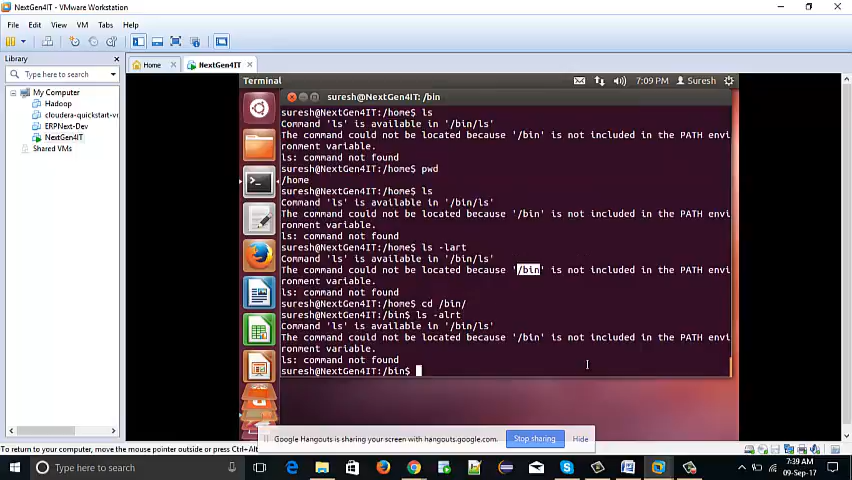 NextGen4IT - VMware Workstation
File Edit View VM Tabs Help
Library
Type here to search
My Computer
Hadoop
cloudera-quickstart-vr
ERPNext-Dev
NextGen4IT
Shared VMs
Home NextGen4IT
Terminal 7:09 PM Suresh
suresh@NextGen4IT: /bin
suresh@NextGen4IT:/home$ ls
Command 'ls' is available in '/bin/ls'
The command could not be located because '/bin' is not included in the PATH envi
ronment variable.
ls: command not found
suresh@NextGen4IT:/home$ pwd
/home
suresh@NextGen4IT:/home$ ls
Command 'ls' is available in '/bin/ls'
The command could not be located because '/bin' is not included in the PATH envi
ronment variable.
ls: command not found
suresh@NextGen4IT:/home$ ls -lart
Command 'ls' is available in '/bin/ls'
The command could not be located because '/bin' is not included in the PATH envi
ronment variable.
ls: command not found
suresh@NextGen4IT:/home$ cd /bin/
suresh@NextGen4IT:/bin$ ls -alrt
Command 'ls' is available in '/bin/ls'
The command could not be located because '/bin' is not included in the PATH envi
ronment variable.
ls: command not found
suresh@NextGen4IT:/bin$
Google Hangouts is sharing your screen with hangouts.google.com. Stop sharing Hide
To return to your computer, move the mouse pointer outside or press Ctrl+Al
Type here to search
7:39 AM
09-Sep-17